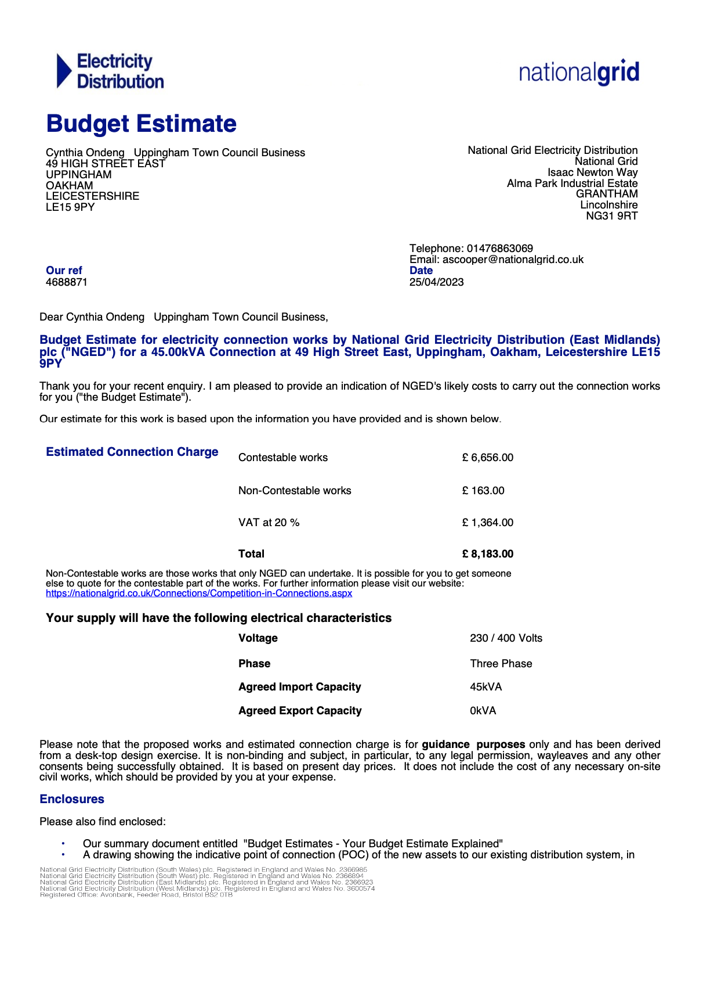 Electricity
Distribution
nationalgrid
Budget Estimate
Cynthia Ondeng   Uppingham Town Council Business
49 HIGH STREET EAST
UPPINGHAM
OAKHAM
LEICESTERSHIRE
LE15 9PY
National Grid Electricity Distribution
National Grid
Isaac Newton Way
Alma Park Industrial Estate
GRANTHAM
Lincolnshire
NG31 9RT
Telephone: 01476863069
Email: ascooper@nationalgrid.co.uk
Our ref
4688871
Date
25/04/2023
Dear Cynthia Ondeng   Uppingham Town Council Business,
Budget Estimate for electricity connection works by National Grid Electricity Distribution (East Midlands)
plc ("NGED") for a 45.00kVA Connection at 49 High Street East, Uppingham, Oakham, Leicestershire LE15
9PY
Thank you for your recent enquiry. I am pleased to provide an indication of NGED's likely costs to carry out the connection works
for you ("the Budget Estimate").
Our estimate for this work is based upon the information you have provided and is shown below.
Estimated Connection Charge
Contestable works £ 6,656.00
Non-Contestable works £ 163.00
VAT at 20 % £ 1,364.00
Total £ 8,183.00
Non-Contestable works are those works that only NGED can undertake. It is possible for you to get someone
else to quote for the contestable part of the works. For further information please visit our website:
https://nationalgrid.co.uk/Connections/Competition-in-Connections.aspx
Your supply will have the following electrical characteristics
Voltage 230 / 400 Volts
Phase Three Phase
Agreed Import Capacity 45kVA
Agreed Export Capacity 0kVA
Please note that the proposed works and estimated connection charge is for guidance purposes only and has been derived
from a desk-top design exercise. It is non-binding and subject, in particular, to any legal permission, wayleaves and any other
consents being successfully obtained. It is based on present day prices. It does not include the cost of any necessary on-site
civil works, which should be provided by you at your expense.
Enclosures
Please also find enclosed:
• Our summary document entitled "Budget Estimates - Your Budget Estimate Explained"
• A drawing showing the indicative point of connection (POC) of the new assets to our existing distribution system, in
National Grid Electricity Distribution (South Wales) plc. Registered in England and Wales No. 2366985
National Grid Electricity Distribution (South West) plc. Registered in England and Wales No. 2366894
National Grid Electricity Distribution (East Midlands) plc. Registered in England and Wales No. 2366923
National Grid Electricity Distribution (West Midlands) plc. Registered in England and Wales No. 3600574
Registered Office: Avonbank, Feeder Road, Bristol BS2 0TB